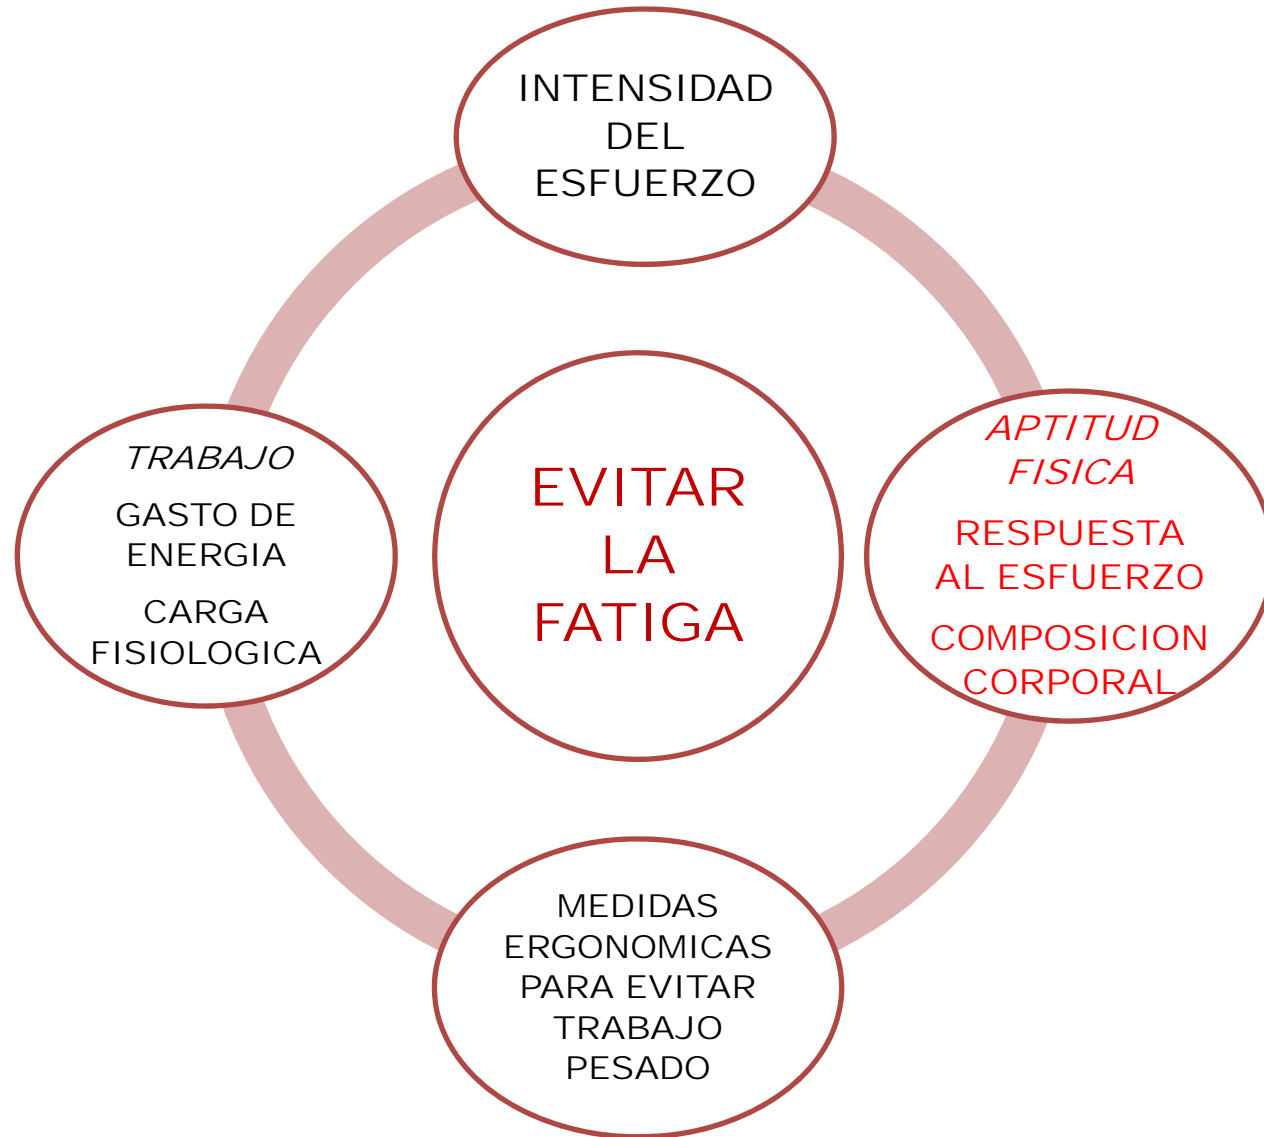 INTENSIDAD
DEL
ESFUERZO
TRABAJO
GASTO DE
ENERGIA
CARGA
FISIOLOGICA
EVITAR
LA
FATIGA
APTITUD
FISICA
RESPUESTA
AL ESFUERZO
COMPOSICION
CORPORAL
MEDIDAS
ERGONOMICAS
PARA EVITAR
TRABAJO
PESADO